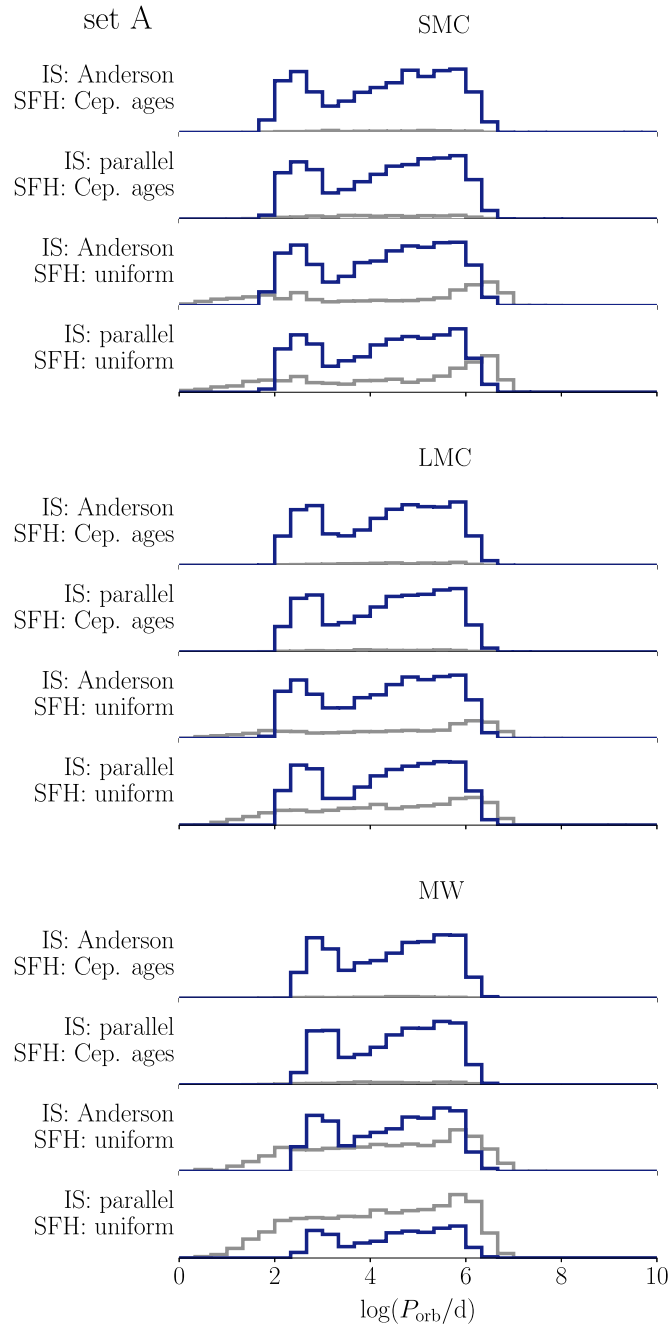 set A
SMC
IS: Anderson
SFH: Cep. ages
IS: parallel
SFH: Cep. ages
IS: Anderson
SFH: uniform
IS: parallel
SFH: uniform
LMC
IS: Anderson
SFH: Cep. ages
IS: parallel
SFH: Cep. ages
IS: Anderson
SFH: uniform
IS: parallel
SFH: uniform
MW
IS: Anderson
SFH: Cep. ages
IS: parallel
SFH: Cep. ages
IS: Anderson
SFH: uniform
IS: parallel
SFH: uniform
0 2 4 6 8 10
log(P_orb/d)